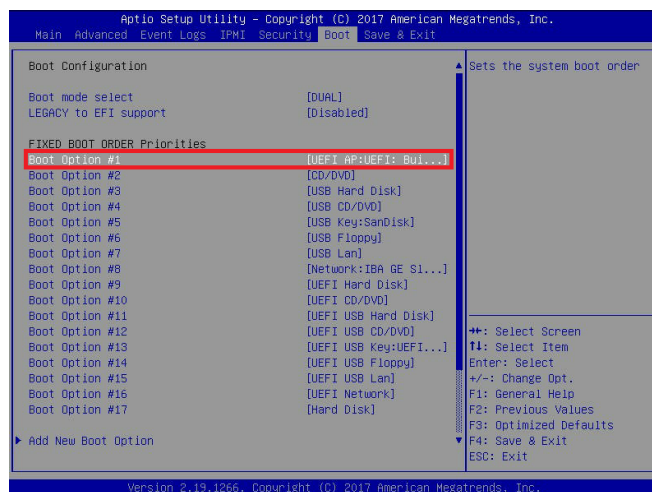 Aptio Setup Utility – Copyright (C) 2017 American Megatrends, Inc.
Main Advanced Event Logs IPMI Security Boot Save & Exit
Boot Configuration
Boot mode select [DUAL]
LEGACY to EFI support [Disabled]
FIXED BOOT ORDER Priorities
Boot Option #1 [UEFI AP:UEFI: Bui...]
Boot Option #2 [CD/DVD]
Boot Option #3 [USB Hard Disk]
Boot Option #4 [USB CD/DVD]
Boot Option #5 [USB Key:SanDisk]
Boot Option #6 [USB Floppy]
Boot Option #7 [USB Lan]
Boot Option #8 [Network:IBA GE Sl...]
Boot Option #9 [UEFI Hard Disk]
Boot Option #10 [UEFI CD/DVD]
Boot Option #11 [UEFI USB Hard Disk]
Boot Option #12 [UEFI USB CD/DVD]
Boot Option #13 [UEFI USB Key:UEFI...]
Boot Option #14 [UEFI USB Floppy]
Boot Option #15 [UEFI USB Lan]
Boot Option #16 [UEFI Network]
Boot Option #17 [Hard Disk]
Add New Boot Option
Sets the system boot order
→←: Select Screen
↑↓: Select Item
Enter: Select
+/-: Change Opt.
F1: General Help
F2: Previous Values
F3: Optimized Defaults
F4: Save & Exit
ESC: Exit
Version 2.19.1266. Copyright (C) 2017 American Megatrends, Inc.